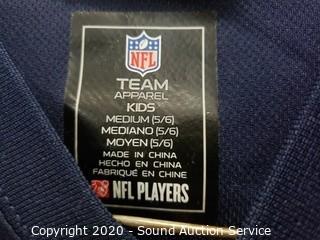 NFL
TEAM
APPAREL
KIDS
MEDIUM (5/6)
MEDIANO (5/6)
MOYEN (5/6)
MADE IN CHINA
HECHO EN CHINA
FABRIQUÉ EN CHINE
NFL PLAYERS
Copyright 2020 - Sound Auction Service